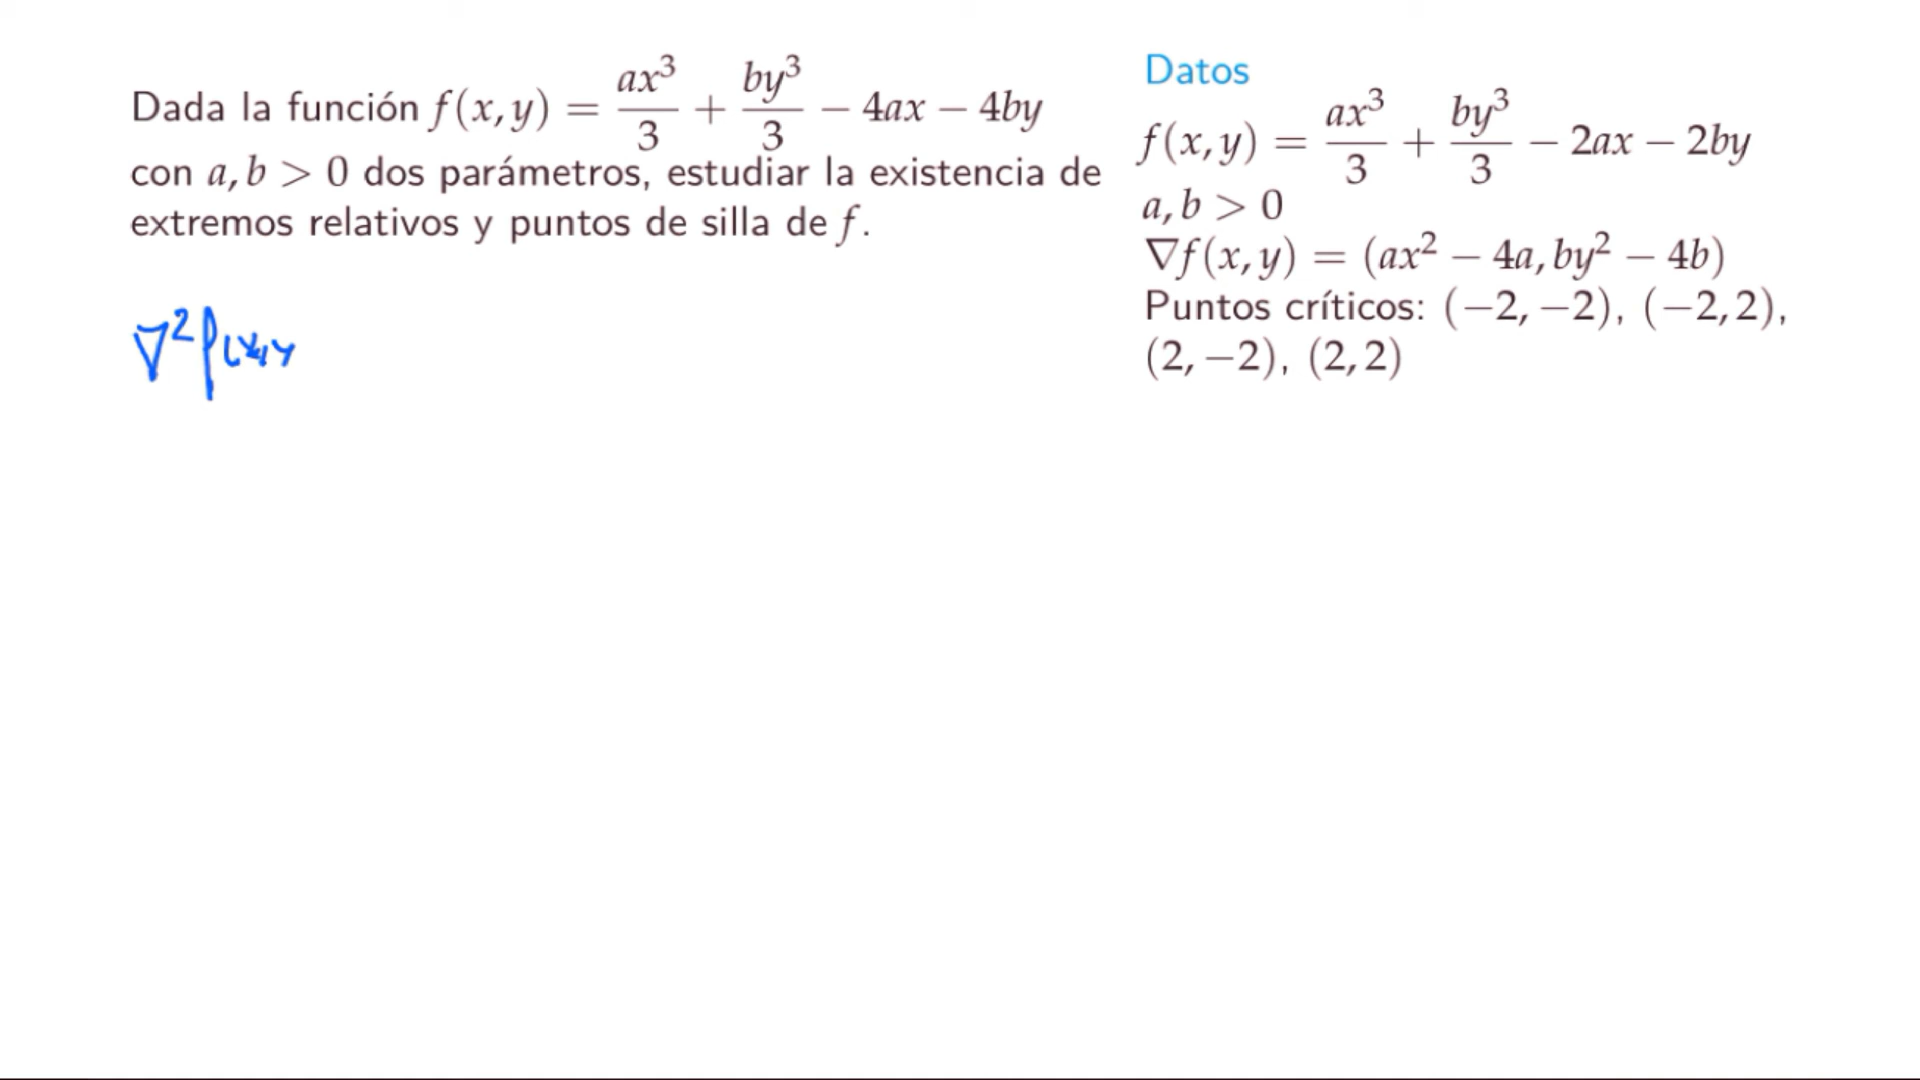 Dada la función f(x, y) = ax³/3 + by³/3 − 4ax − 4by
con a, b > 0 dos parámetros, estudiar la existencia de
extremos relativos y puntos de silla de f.
∇²f(x,y
Datos
f(x, y) = ax³/3 + by³/3 − 2ax − 2by
a, b > 0
∇f(x, y) = (ax² − 4a, by² − 4b)
Puntos críticos: (−2, −2), (−2, 2),
(2, −2), (2, 2)